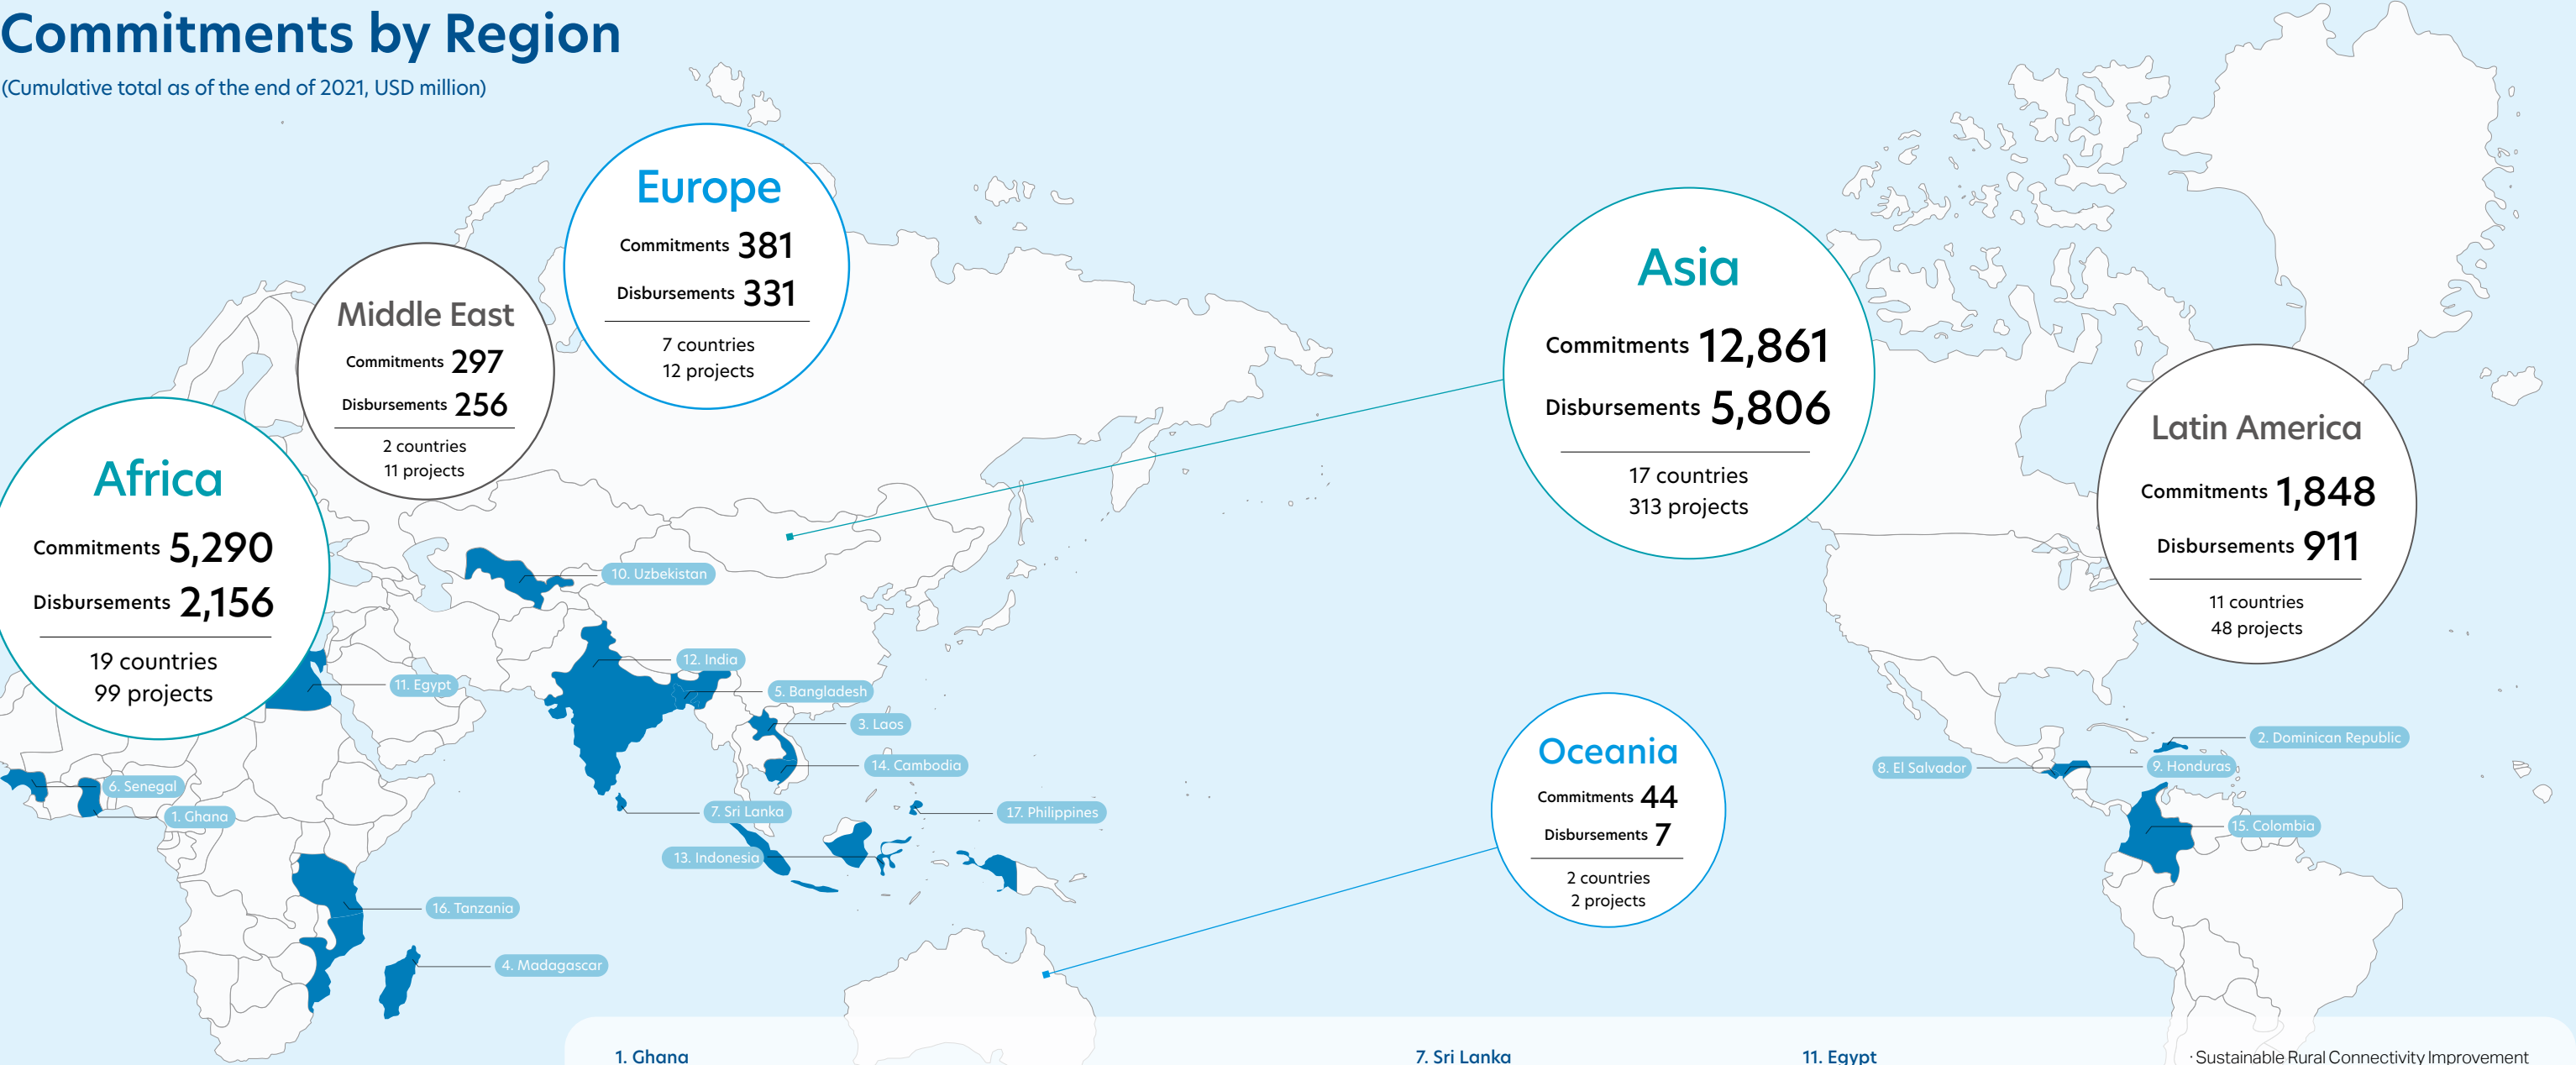 Commitments by Region
(Cumulative total as of the end of 2021, USD million)
Europe
Commitments 381
Disbursements 331
7 countries
12 projects
Middle East
Commitments 297
Disbursements 256
2 countries
11 projects
Africa
Commitments 5,290
Disbursements 2,156
19 countries
99 projects
Asia
Commitments 12,861
Disbursements 5,806
17 countries
313 projects
Latin America
Commitments 1,848
Disbursements 911
11 countries
48 projects
Oceania
Commitments 44
Disbursements 7
2 countries
2 projects
10. Uzbekistan
12. India
11. Egypt
5. Bangladesh
3. Laos
14. Cambodia
6. Senegal
1. Ghana
7. Sri Lanka
17. Philippines
13. Indonesia
16. Tanzania
4. Madagascar
2. Dominican Republic
8. El Salvador
9. Honduras
15. Colombia
1. Ghana
7. Sri Lanka
11. Egypt
· Sustainable Rural Connectivity Improvement